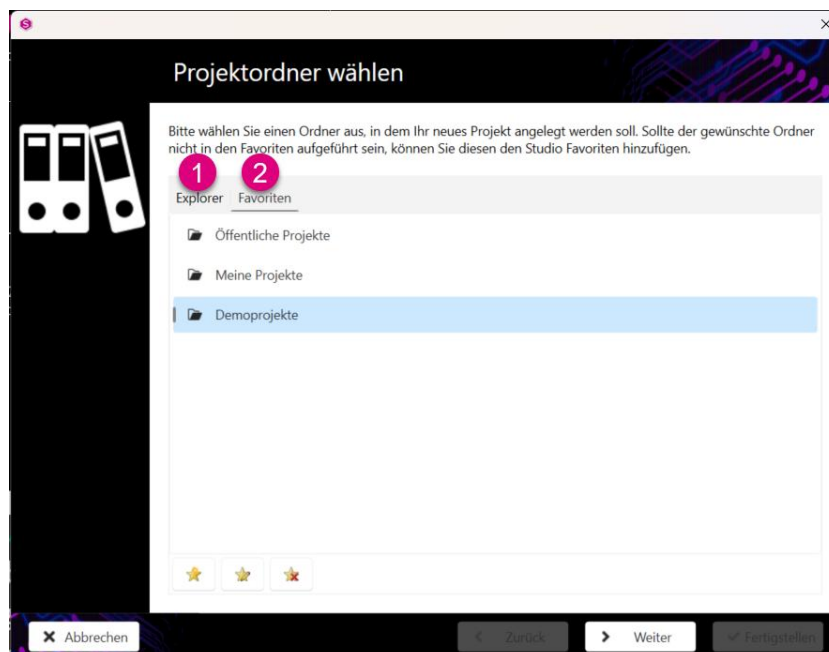 Projektordner wählen
Bitte wählen Sie einen Ordner aus, in dem Ihr neues Projekt angelegt werden soll. Sollte der gewünschte Ordner
nicht in den Favoriten aufgeführt sein, können Sie diesen den Studio Favoriten hinzufügen.
1 2
Explorer Favoriten
Öffentliche Projekte
Meine Projekte
Demoprojekte
Abbrechen Zurück Weiter Fertigstellen